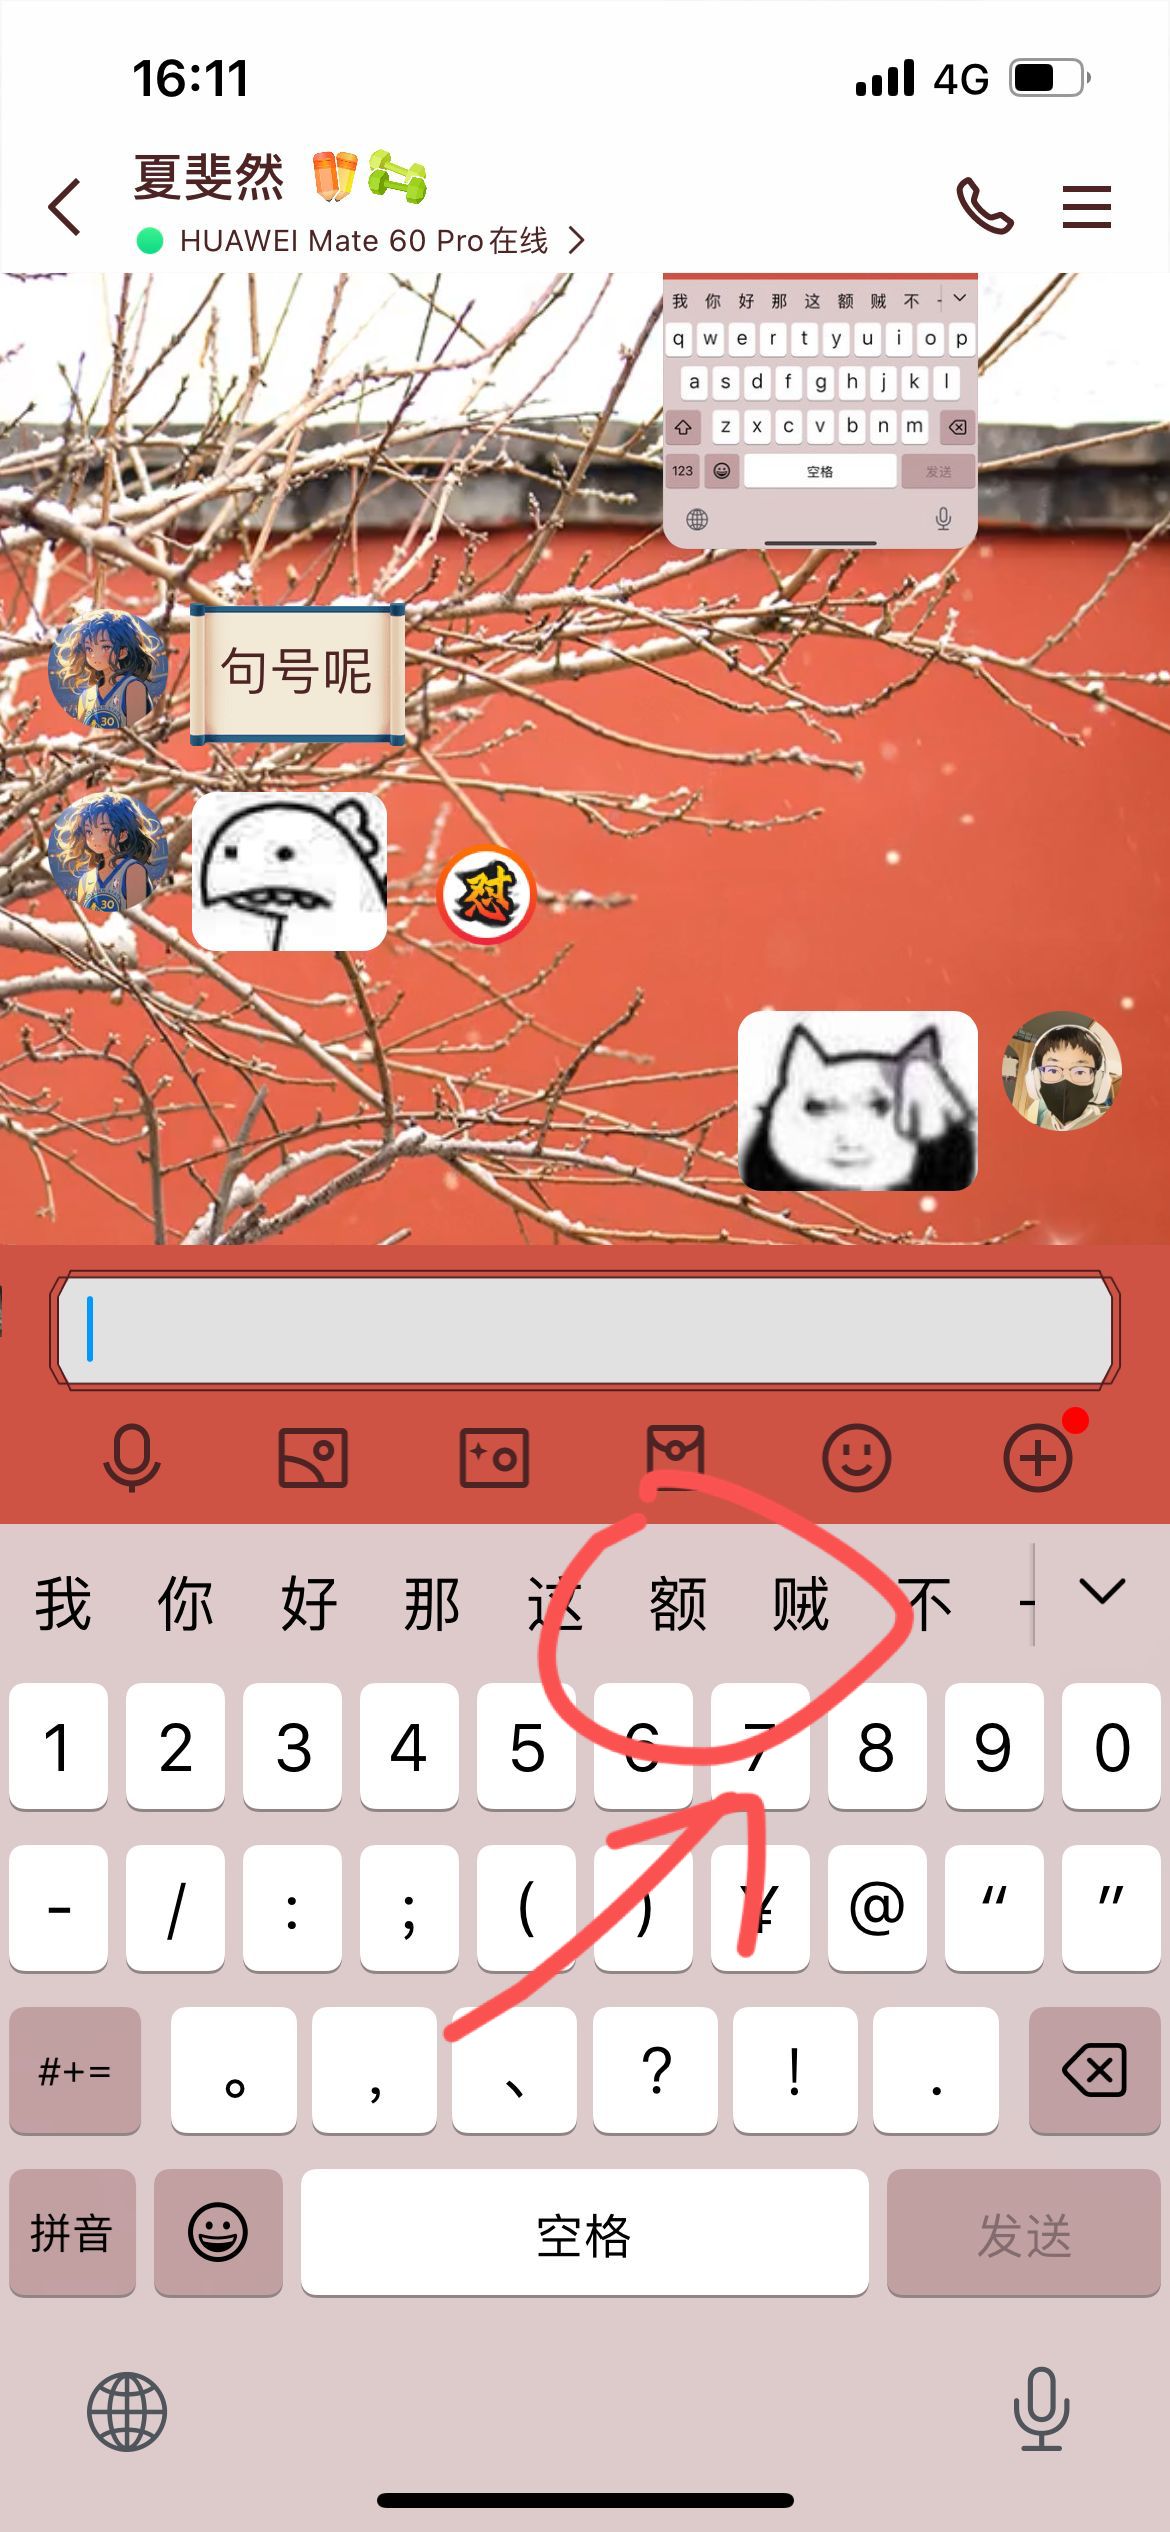 16:11
4G
夏斐然
HUAWEI Mate 60 Pro在线
我 你 好 那 这 额 贼 不
q w e r t y u i o p
a s d f g h j k l
z x c v b n m
123 空格 发送
句号呢
30
怼
30
我 你 好 那 这 额 贼 不
1 2 3 4 5 6 7 8 9 0
- / : ; ( ) ¥ @ “ ”
#+= 。 , 、 ? ! .
拼音 空格 发送